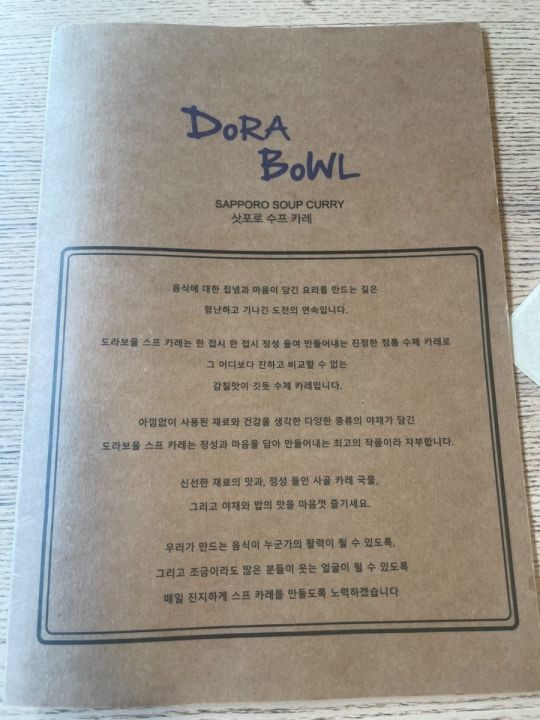 DORA
BOWL
SAPPORO SOUP CURRY
삿포로 수프 카레
음식에 대한 집념과 마음이 담긴 요리를 만드는 길은
험난하고 기나긴 도전의 연속입니다.
도라보울 스프 카레는 한 접시 한 접시 정성 들여 만들어내는 진정한 정통 수제 카레로
그 어디보다 진하고 비교할 수 없는
감칠맛이 깃듯 수제 카레입니다.
아낌없이 사용된 재료와 건강을 생각한 다양한 종류의 야채가 담긴
도라보울 스프 카레는 정성과 마음을 담아 만들어내는 최고의 작품이라 자부합니다.
신선한 재료의 맛과, 정성 들인 사골 카레 국물,
그리고 야채와 밥의 맛을 마음껏 즐기세요.
우리가 만드는 음식이 누군가의 활력이 될 수 있도록,
그리고 조금이라도 많은 분들이 웃는 얼굴이 될 수 있도록
매일 진지하게 스프 카레를 만들도록 노력하겠습니다